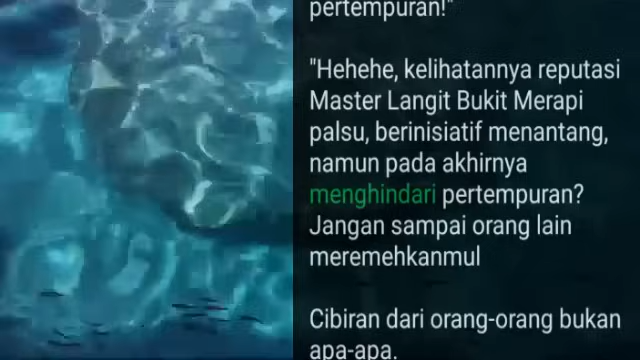 pertempuran!"
"Hehehe, kelihatannya reputasi
Master Langit Bukit Merapi
palsu, berinisiatif menantang,
namun pada akhirnya
menghindari pertempuran?
Jangan sampai orang lain
meremehkanmul
Cibiran dari orang-orang bukan
apa-apa.